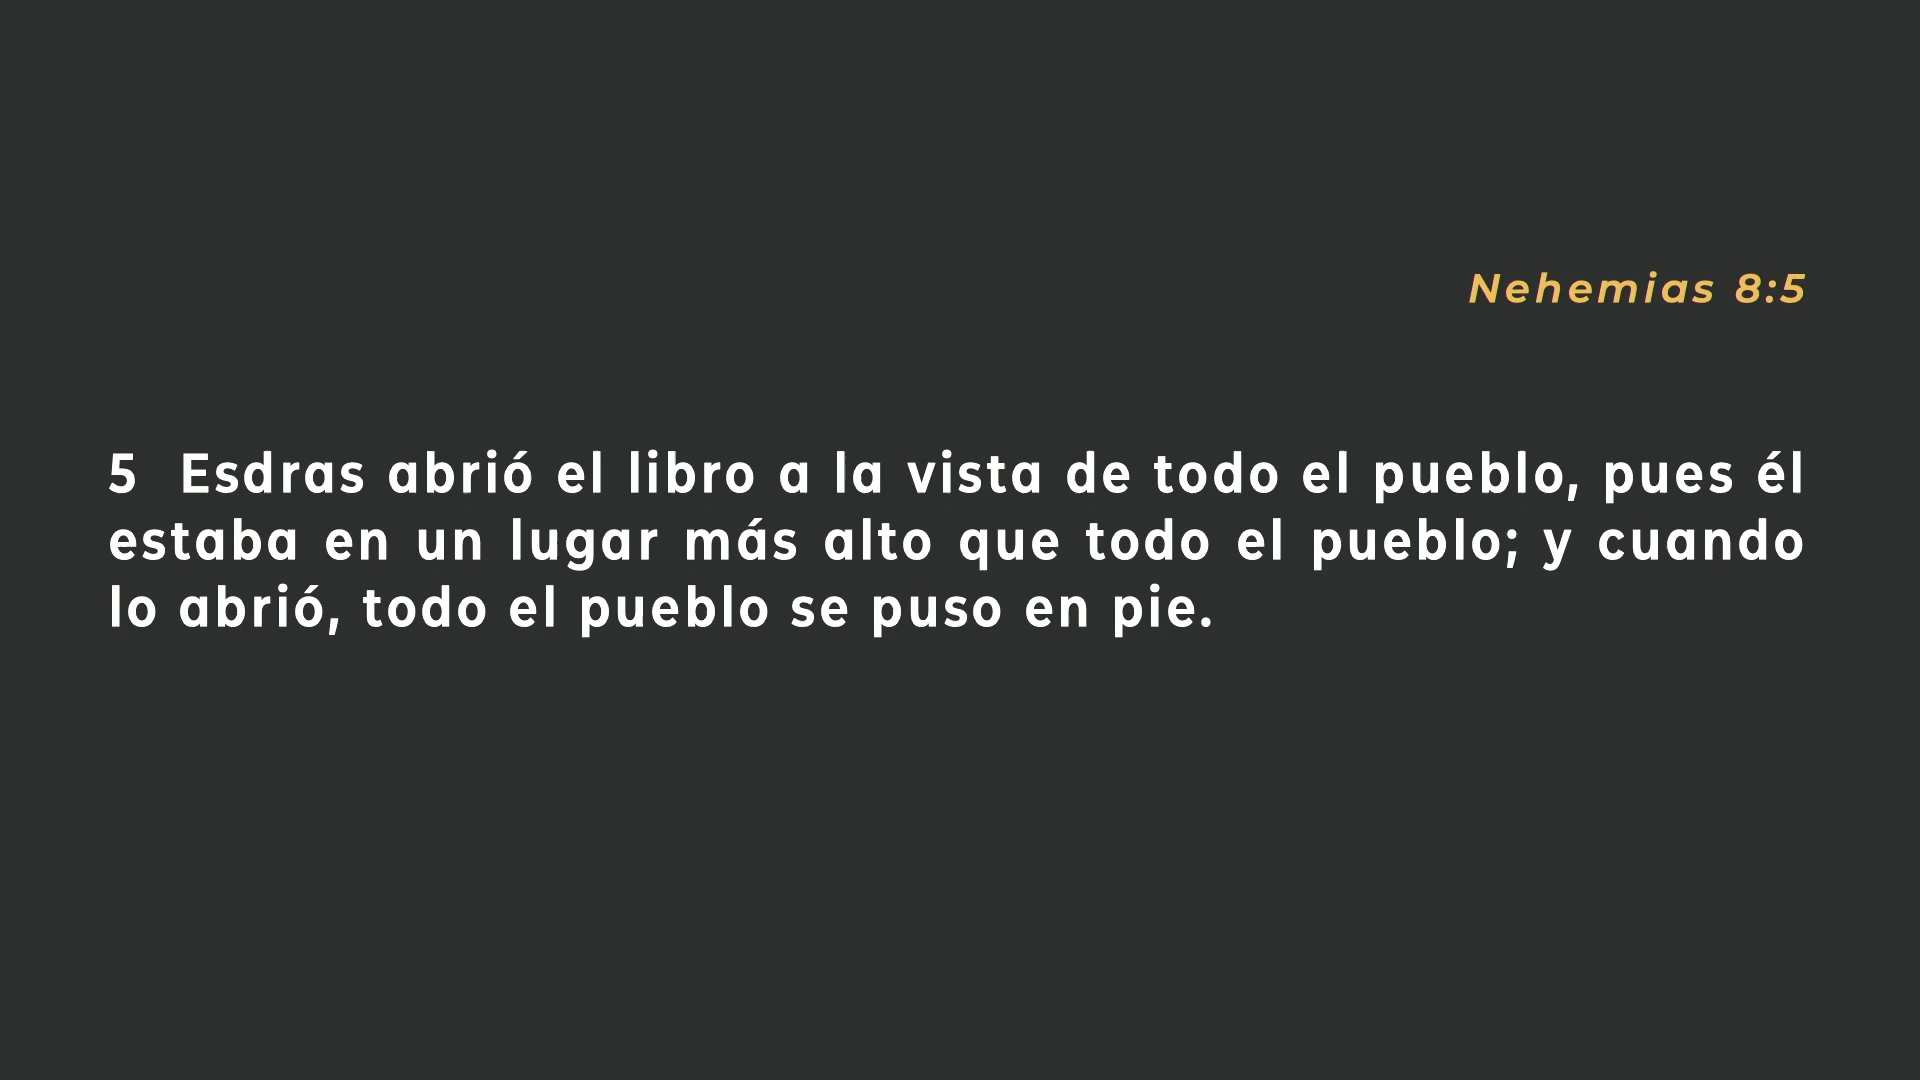 Nehemias 8:5
5 Esdras abrió el libro a la vista de todo el pueblo, pues él
estaba en un lugar más alto que todo el pueblo; y cuando
lo abrió, todo el pueblo se puso en pie.